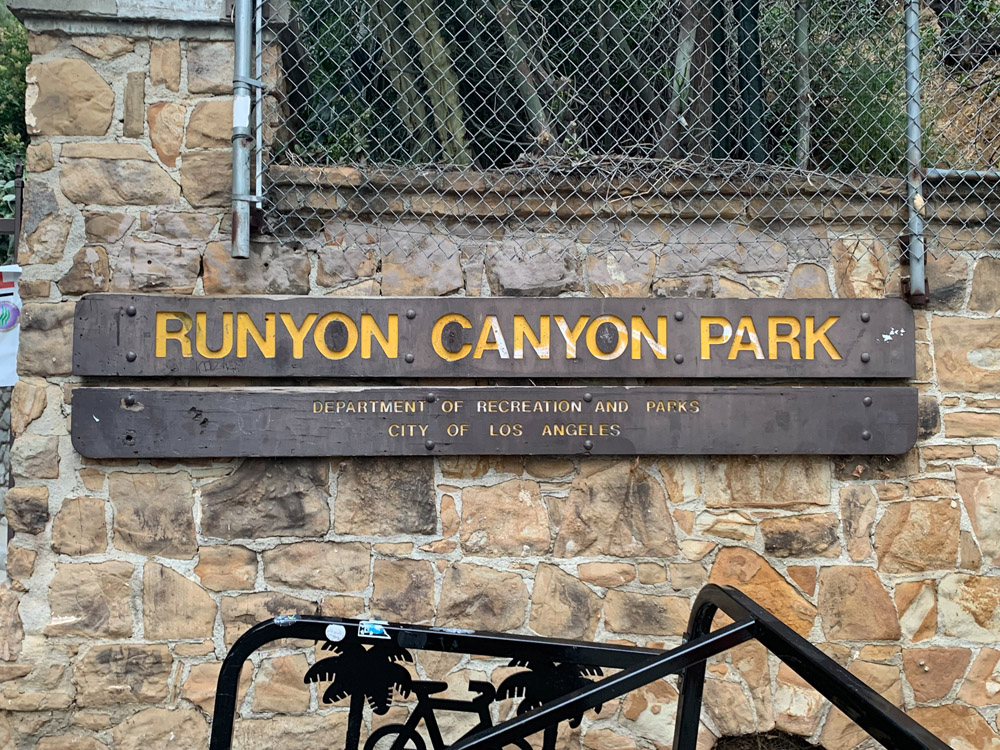 RUNYON CANYON PARK
DEPARTMENT OF RECREATION AND PARKS
CITY OF LOS ANGELES